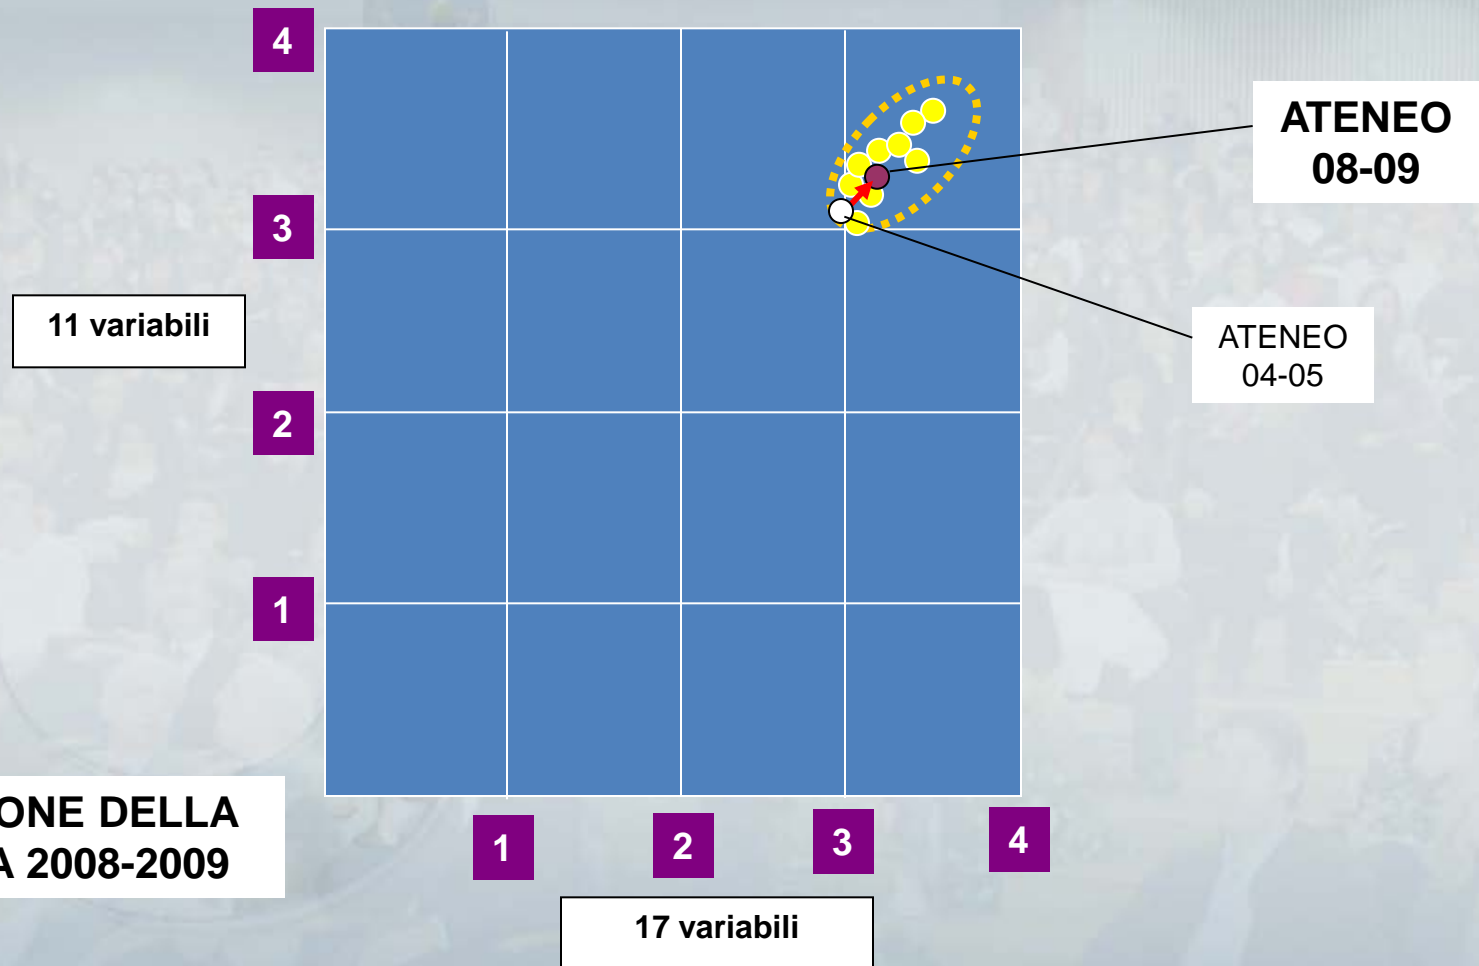 4
ATENEO
08-09
3
11 variabili
ATENEO
04-05
2
1
ONE DELLA
A 2008-2009
1
2
3
4
17 variabili